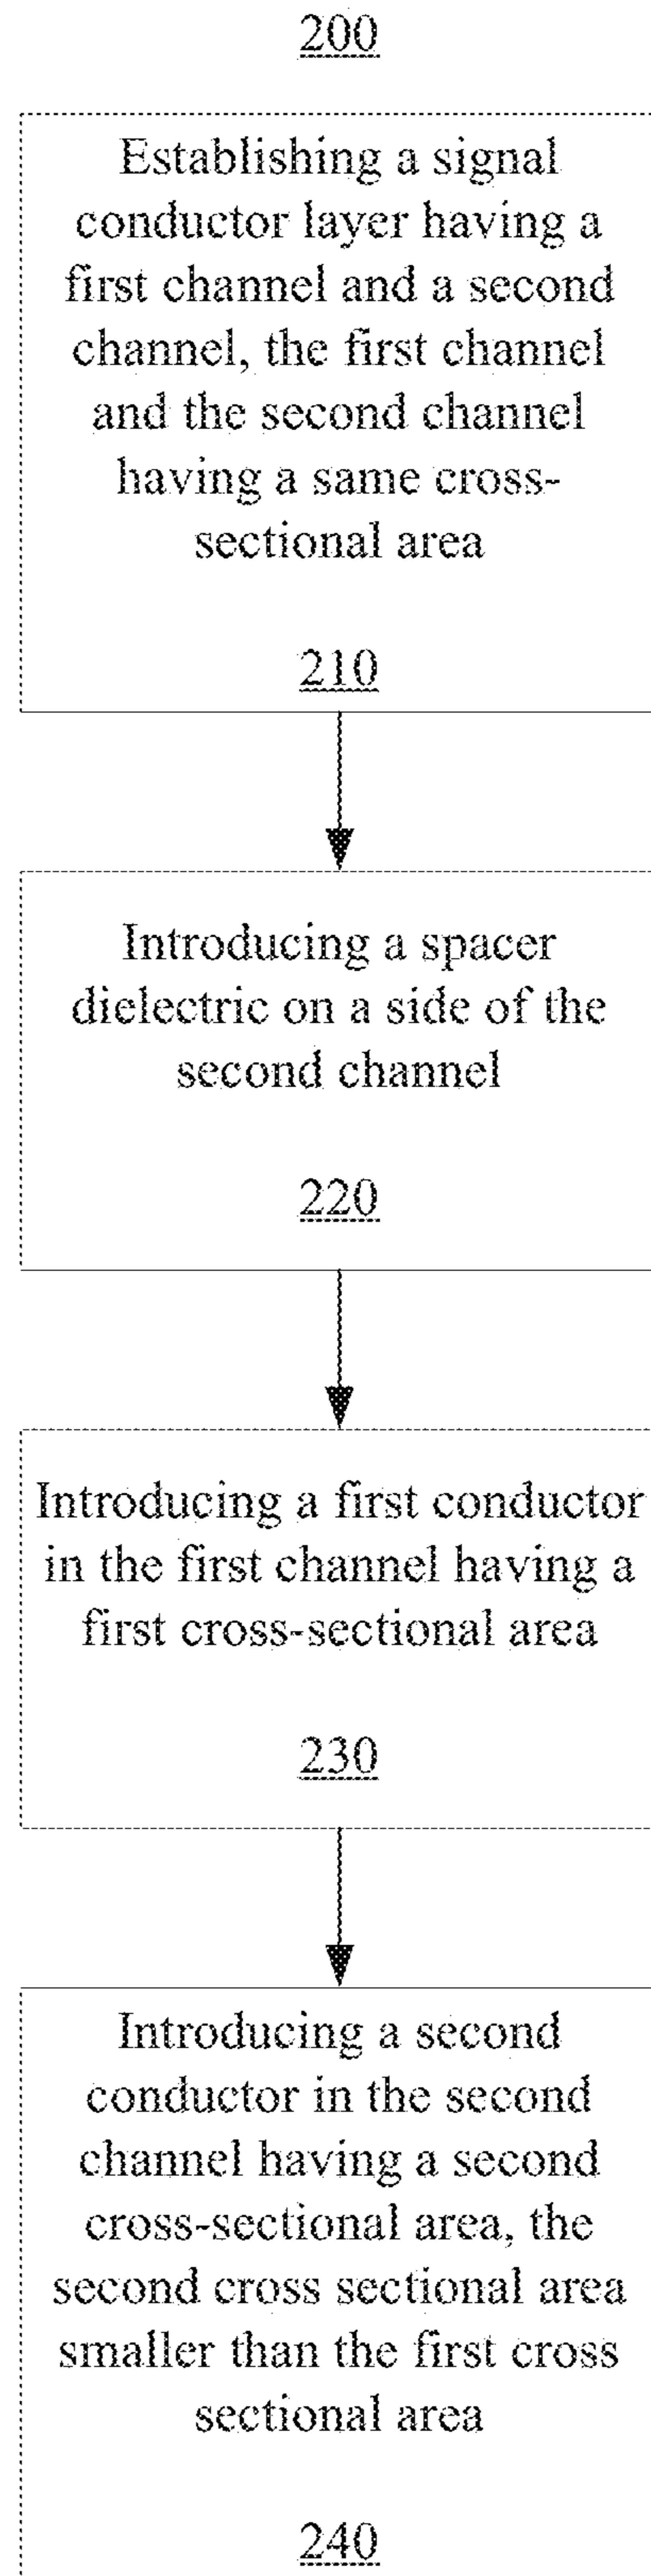 200
Establishing a signal
conductor layer having a
first channel and a second
channel, the first channel
and the second channel
having a same cross-
sectional area
210
Introducing a spacer
dielectric on a side of the
second channel
220
Introducing a first conductor
in the first channel having a
first cross-sectional area
230
Introducing a second
conductor in the second
channel having a second
cross-sectional area, the
second cross sectional area
smaller than the first cross
sectional area
240